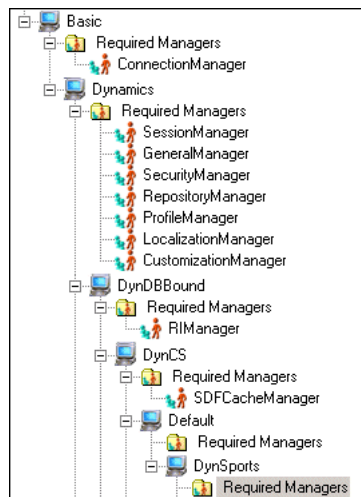 Basic
Required Managers
ConnectionManager
Dynamics
Required Managers
SessionManager
GeneralManager
SecurityManager
RepositoryManager
ProfileManager
LocalizationManager
CustomizationManager
DynDBBound
Required Managers
RIManager
DynCS
Required Managers
SDFCacheManager
Default
Required Managers
DynSports
Required Managers